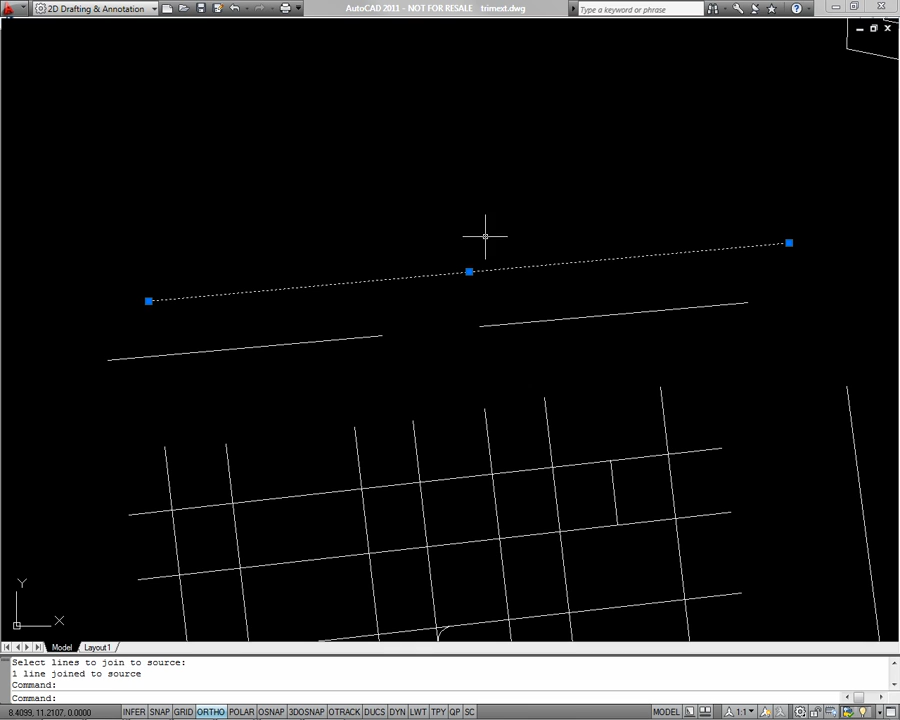 2D Drafting & Annotation
AutoCAD 2011 - NOT FOR RESALE trimext.dwg
Type a keyword or phrase
Y
X
Model
Layout1
Select lines to join to source:
1 line joined to source
Command:
Command:
8.4099, 11.2107, 0.0000
INFER SNAP GRID ORTHO POLAR OSNAP 3DOSNAP OTRACK DUCS DYN LWT TPY QP SC
MODEL
1:1